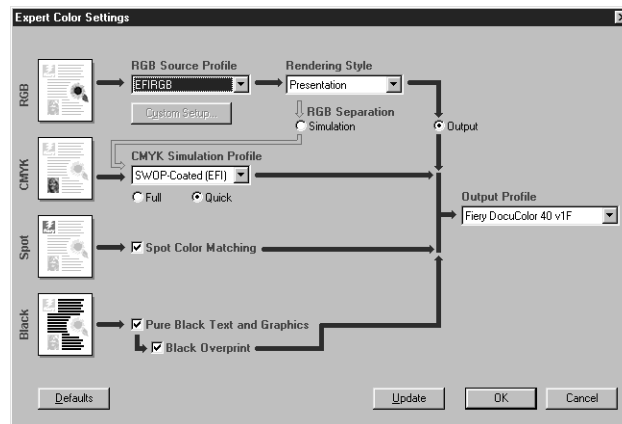 Expert Color Settings
RGB
RGB Source Profile
EFIRGB
Custom Setup...
Rendering Style
Presentation
RGB Separation
Simulation
Output
CMYK
CMYK Simulation Profile
SWOP-Coated (EFI)
Full
Quick
Output Profile
Fiery DocuColor 40 v1F
Spot
Spot Color Matching
Black
Pure Black Text and Graphics
Black Overprint
Defaults
Update
OK
Cancel